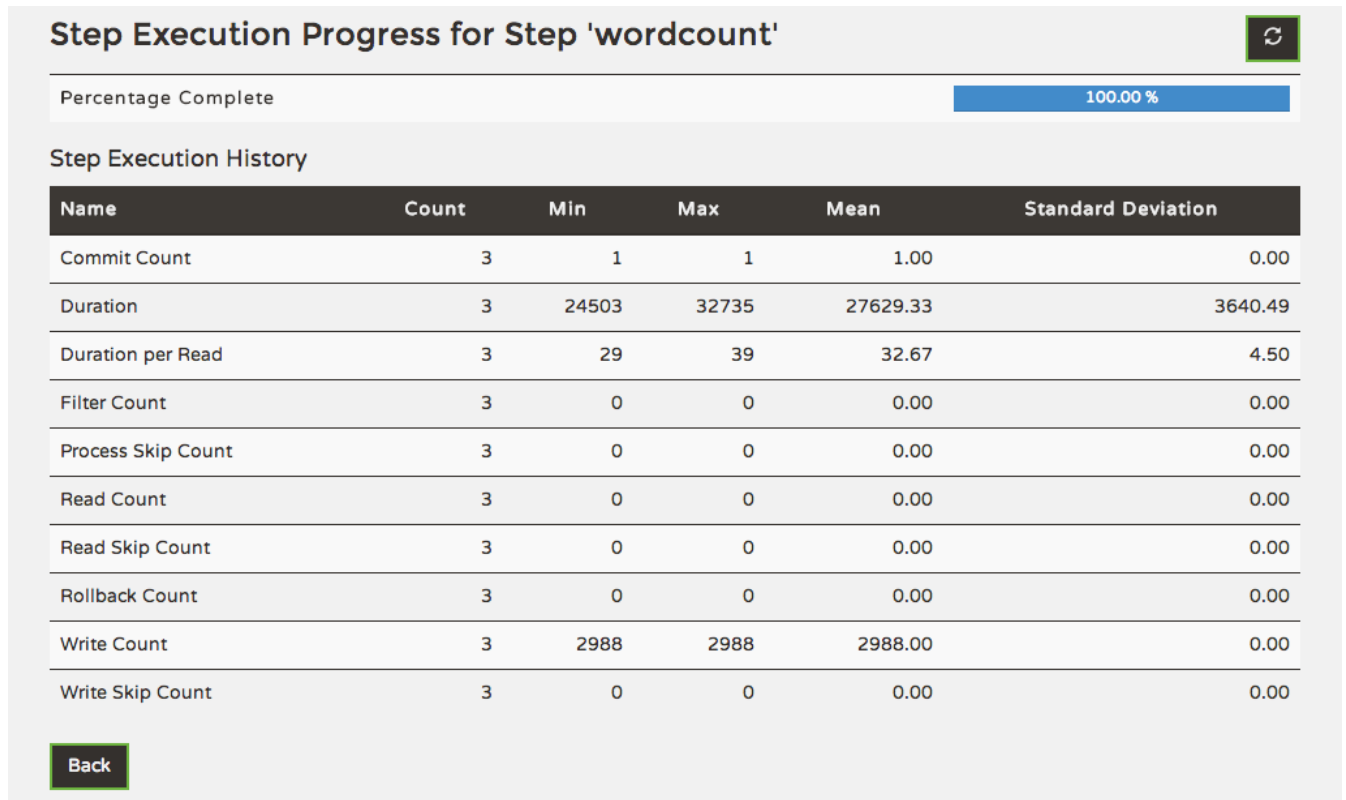 Step Execution Progress for Step 'wordcount'
Percentage Complete 100.00 %
Step Execution History
Name Count Min Max Mean Standard Deviation
Commit Count 3 1 1 1.00 0.00
Duration 3 24503 32735 27629.33 3640.49
Duration per Read 3 29 39 32.67 4.50
Filter Count 3 0 0 0.00 0.00
Process Skip Count 3 0 0 0.00 0.00
Read Count 3 0 0 0.00 0.00
Read Skip Count 3 0 0 0.00 0.00
Rollback Count 3 0 0 0.00 0.00
Write Count 3 2988 2988 2988.00 0.00
Write Skip Count 3 0 0 0.00 0.00
Back